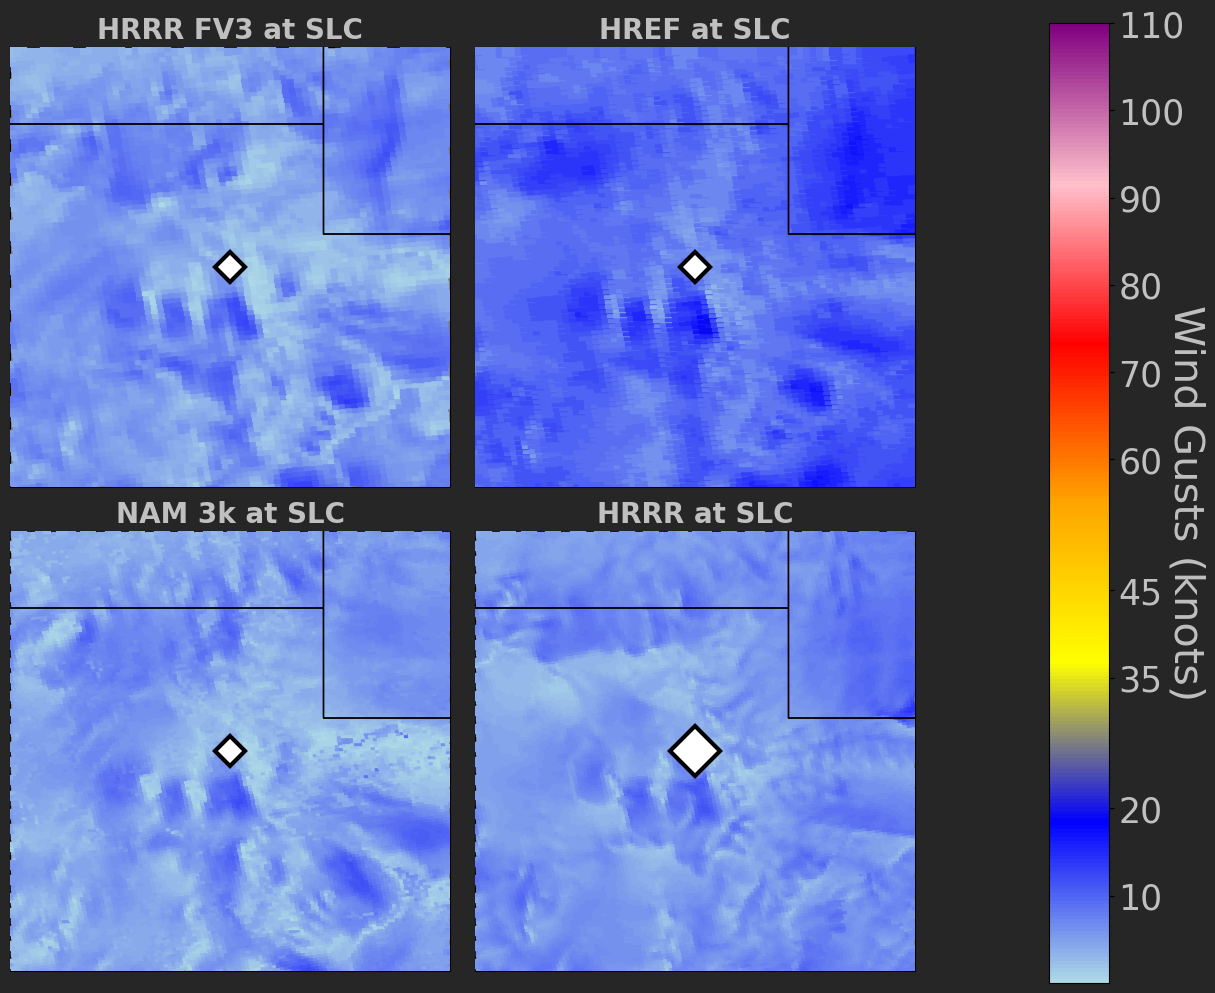 HRRR FV3 at SLC
HREF at SLC
NAM 3k at SLC
HRRR at SLC
110
100
90
80
70
60
45
35
20
10
Wind Gusts (knots)